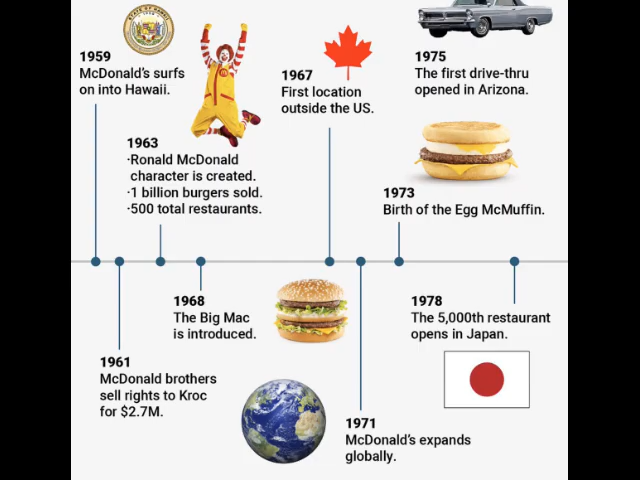 1959
McDonald's surfs
on into Hawaii.
1963
·Ronald McDonald
character is created.
·1 billion burgers sold.
·500 total restaurants.
1967
First location
outside the US.
1975
The first drive-thru
opened in Arizona.
1973
Birth of the Egg McMuffin.
1968
The Big Mac
is introduced.
1961
McDonald brothers
sell rights to Kroc
for $2.7M.
1971
McDonald's expands
globally.
1978
The 5,000th restaurant
opens in Japan.